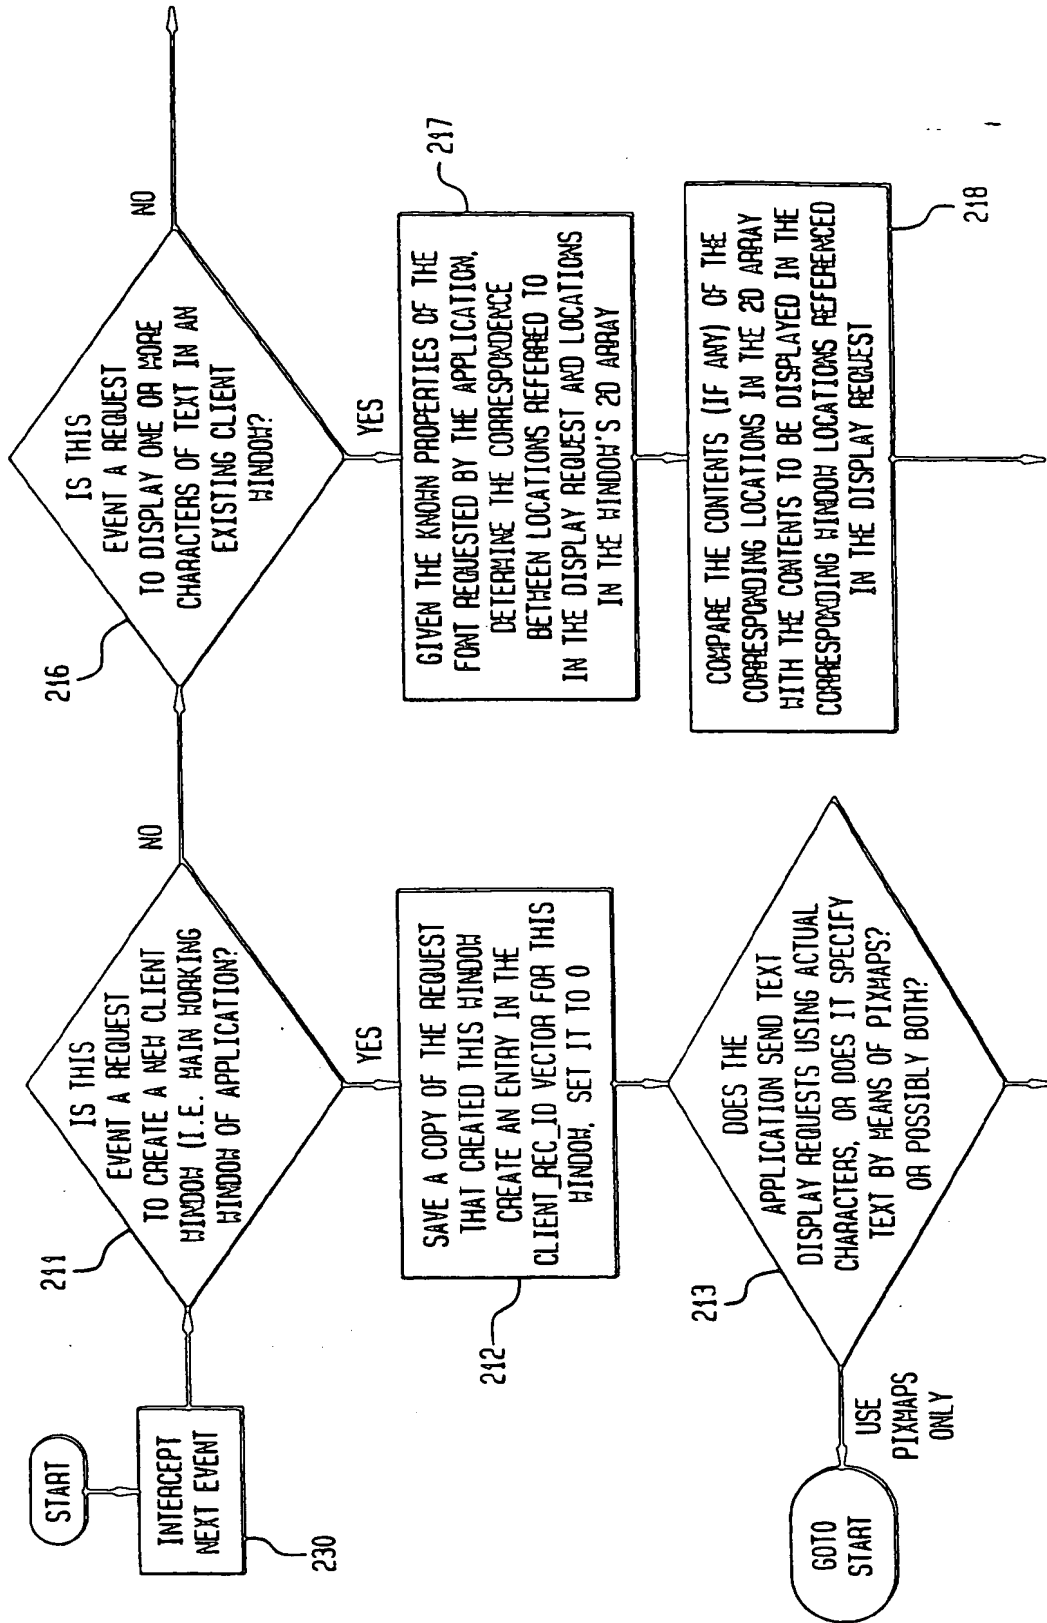 START
INTERCEPT
NEXT EVENT
230
IS THIS
EVENT A REQUEST
TO CREATE A NEW CLIENT
WINDOW (I.E. MAIN WORKING
WINDOW OF APPLICATION?
211
NO
YES
SAVE A COPY OF THE REQUEST
THAT CREATED THIS WINDOW
CREATE AN ENTRY IN THE
CLIENT_REC_ID VECTOR FOR THIS
WINDOW, SET IT TO 0
212
DOES THE
APPLICATION SEND TEXT
DISPLAY REQUESTS USING ACTUAL
CHARACTERS, OR DOES IT SPECIFY
TEXT BY MEANS OF PIXMAPS?
OR POSSIBLY BOTH?
213
USE
PIXMAPS
ONLY
GOTO
START
IS THIS
EVENT A REQUEST
TO DISPLAY ONE OR MORE
CHARACTERS OF TEXT IN AN
EXISTING CLIENT
WINDOW?
216
NO
YES
GIVEN THE KNOWN PROPERTIES OF THE
FONT REQUESTED BY THE APPLICATION,
DETERMINE THE CORRESPONDENCE
BETWEEN LOCATIONS REFERRED TO
IN THE DISPLAY REQUEST AND LOCATIONS
IN THE WINDOW'S 2D ARRAY
217
COMPARE THE CONTENTS (IF ANY) OF THE
CORRESPONDING LOCATIONS IN THE 2D ARRAY
WITH THE CONTENTS TO BE DISPLAYED IN THE
CORRESPONDING WINDOW LOCATIONS REFERENCED
IN THE DISPLAY REQUEST
218